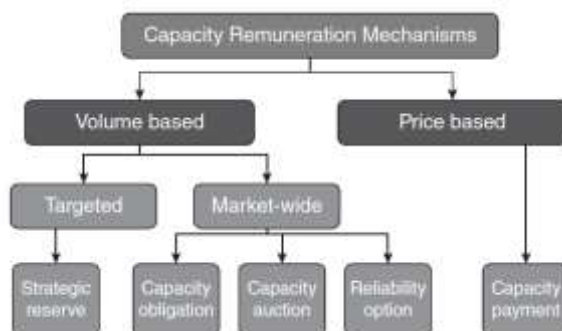 Capacity Remuneration Mechanisms
Volume based
Price based
Targeted
Market-wide
Strategic
reserve
Capacity
obligation
Capacity
auction
Reliability
option
Capacity
payment